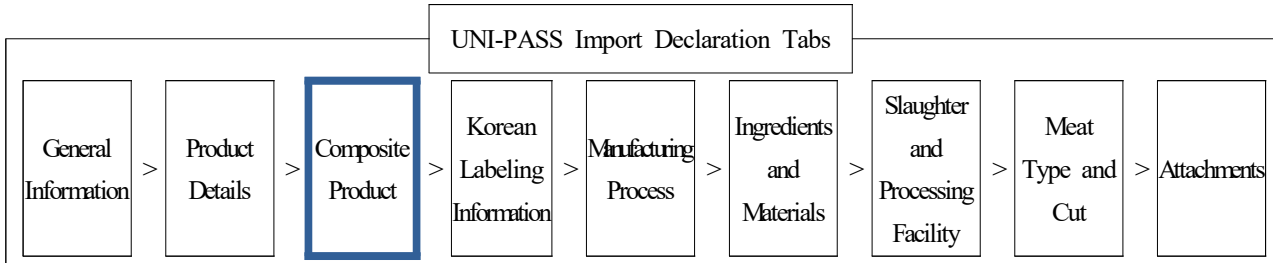 UNI-PASS Import Declaration Tabs
General
Information
>
Product
Details
>
Composite
Product
>
Korean
Labeling
Information
>
Manufacturing
Process
>
Ingredients
and
Materials
>
Slaughter
and
Processing
Facility
>
Meat
Type and
Cut
>
Attachments